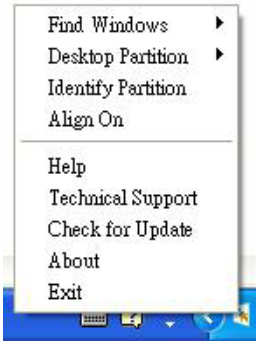 Find Windows
Desktop Partition
Identify Partition
Align On
Help
Technical Support
Check for Update
About
Exit